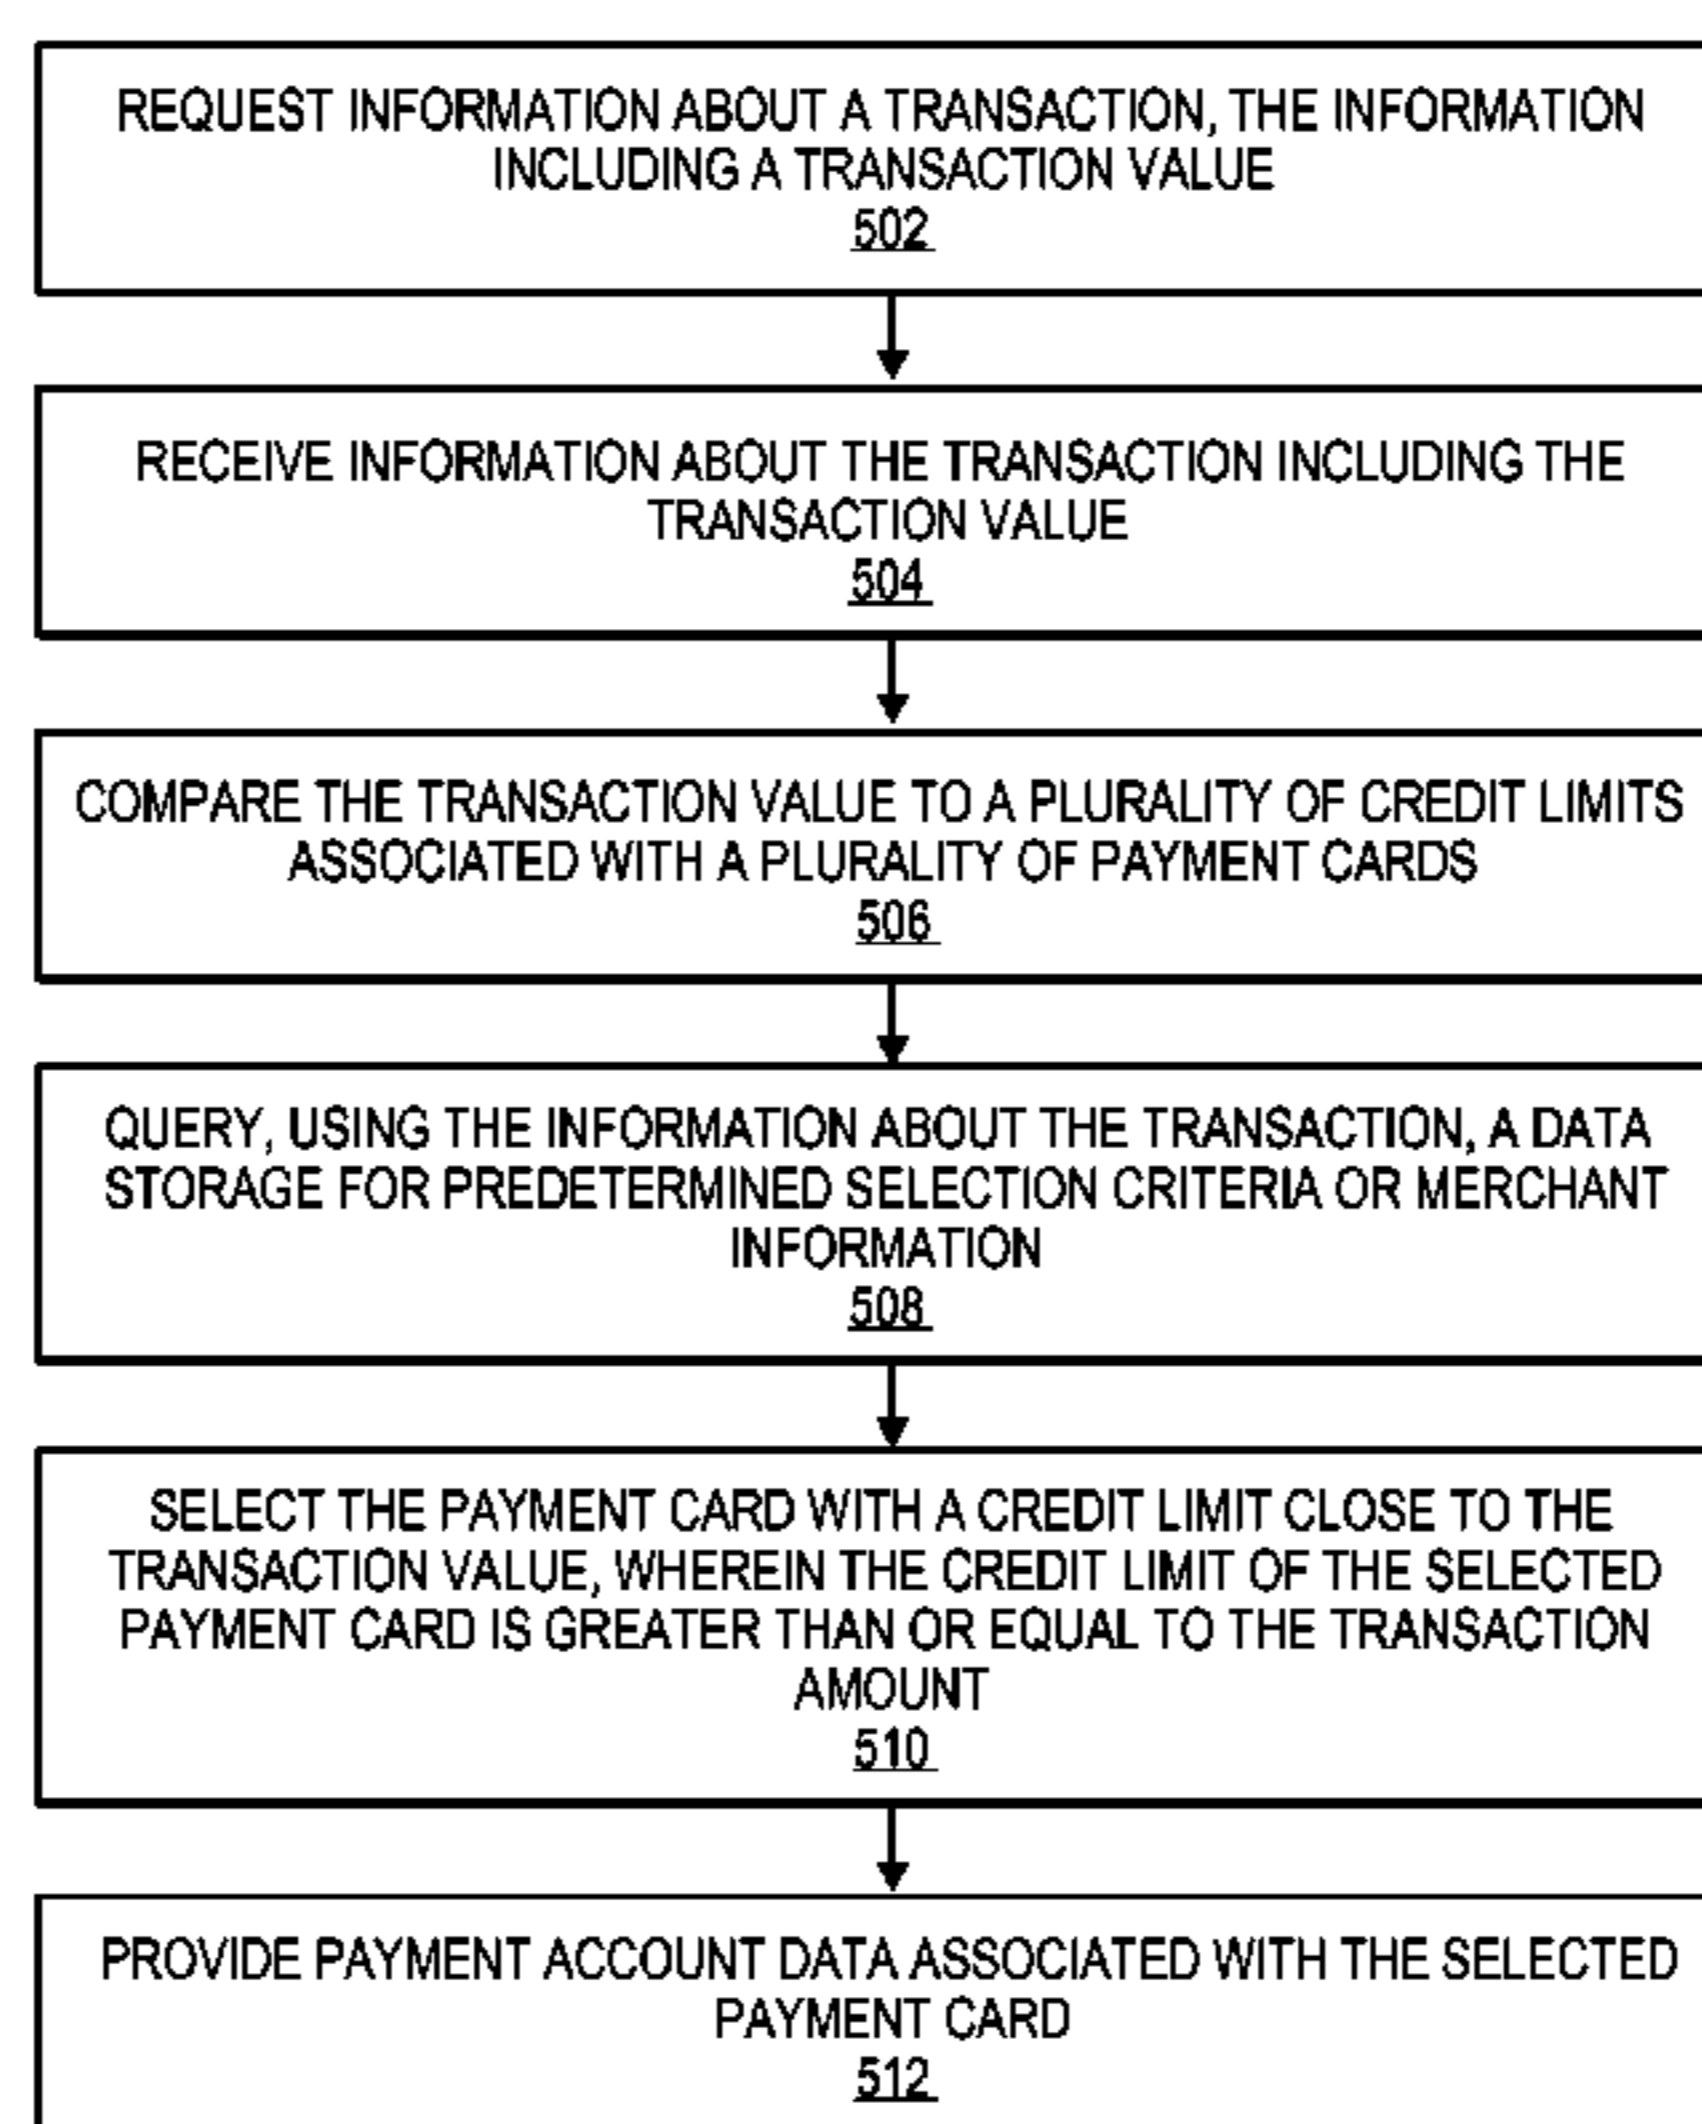 REQUEST INFORMATION ABOUT A TRANSACTION, THE INFORMATION
INCLUDING A TRANSACTION VALUE
502
RECEIVE INFORMATION ABOUT THE TRANSACTION INCLUDING THE
TRANSACTION VALUE
504
COMPARE THE TRANSACTION VALUE TO A PLURALITY OF CREDIT LIMITS
ASSOCIATED WITH A PLURALITY OF PAYMENT CARDS
506
QUERY, USING THE INFORMATION ABOUT THE TRANSACTION, A DATA
STORAGE FOR PREDETERMINED SELECTION CRITERIA OR MERCHANT
INFORMATION
508
SELECT THE PAYMENT CARD WITH A CREDIT LIMIT CLOSE TO THE
TRANSACTION VALUE, WHEREIN THE CREDIT LIMIT OF THE SELECTED
PAYMENT CARD IS GREATER THAN OR EQUAL TO THE TRANSACTION
AMOUNT
510
PROVIDE PAYMENT ACCOUNT DATA ASSOCIATED WITH THE SELECTED
PAYMENT CARD
512